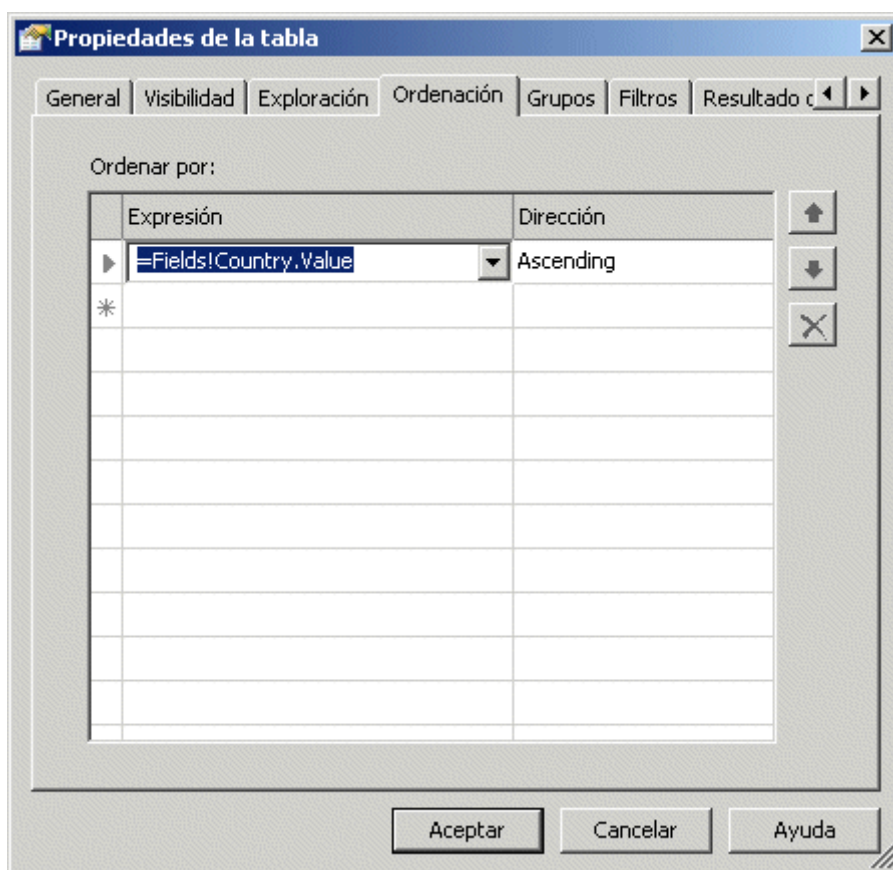 Propiedades de la tabla
General Visibilidad Exploración Ordenación Grupos Filtros Resultado
Ordenar por:
Expresión Dirección
=Fields!Country.Value Ascending
Aceptar Cancelar Ayuda